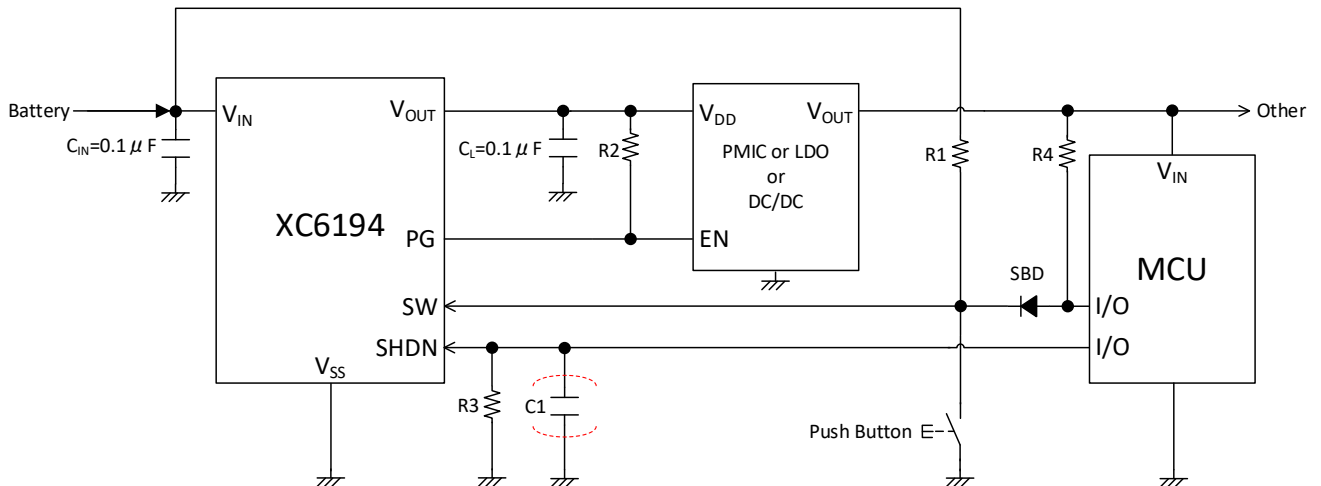 Battery
C_IN=0.1 μ F
V_IN
V_OUT
XC6194
PG
SW
SHDN
V_SS
C_L=0.1 μ F
R2
V_DD
V_OUT
PMIC or LDO
or
DC/DC
EN
R1
R4
Other
V_IN
MCU
SBD
I/O
I/O
R3
C1
Push Button